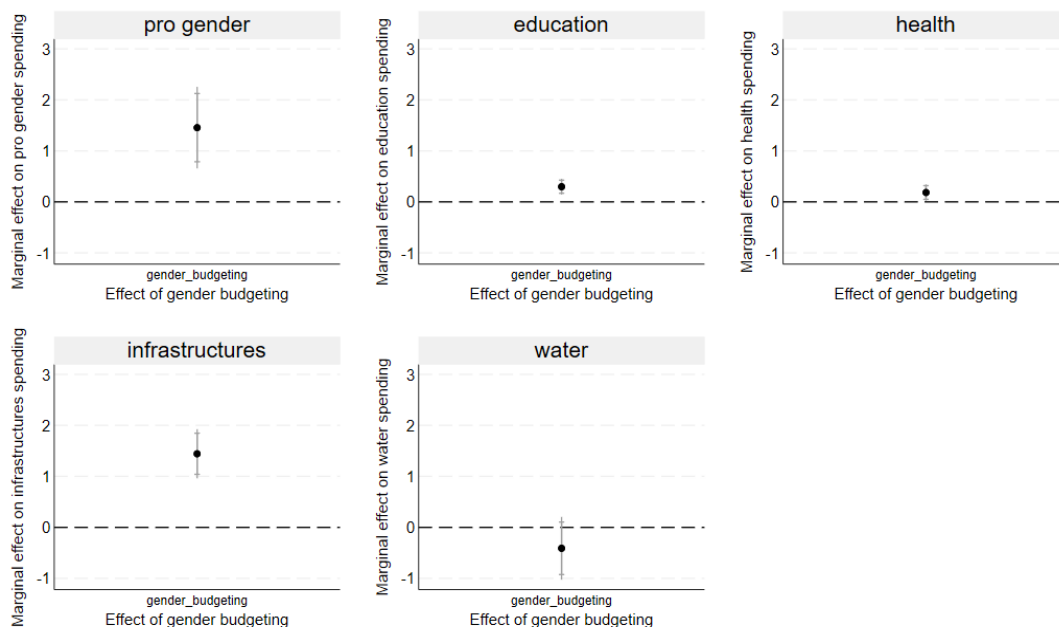 pro gender
Marginal effect on pro gender spending
3
2
1
0
-1
gender_budgeting
Effect of gender budgeting
education
Marginal effect on education spending
3
2
1
0
-1
gender_budgeting
Effect of gender budgeting
health
Marginal effect on health spending
3
2
1
0
-1
gender_budgeting
Effect of gender budgeting
infrastructures
Marginal effect on infrastructures spending
3
2
1
0
-1
gender_budgeting
Effect of gender budgeting
water
Marginal effect on water spending
3
2
1
0
-1
gender_budgeting
Effect of gender budgeting